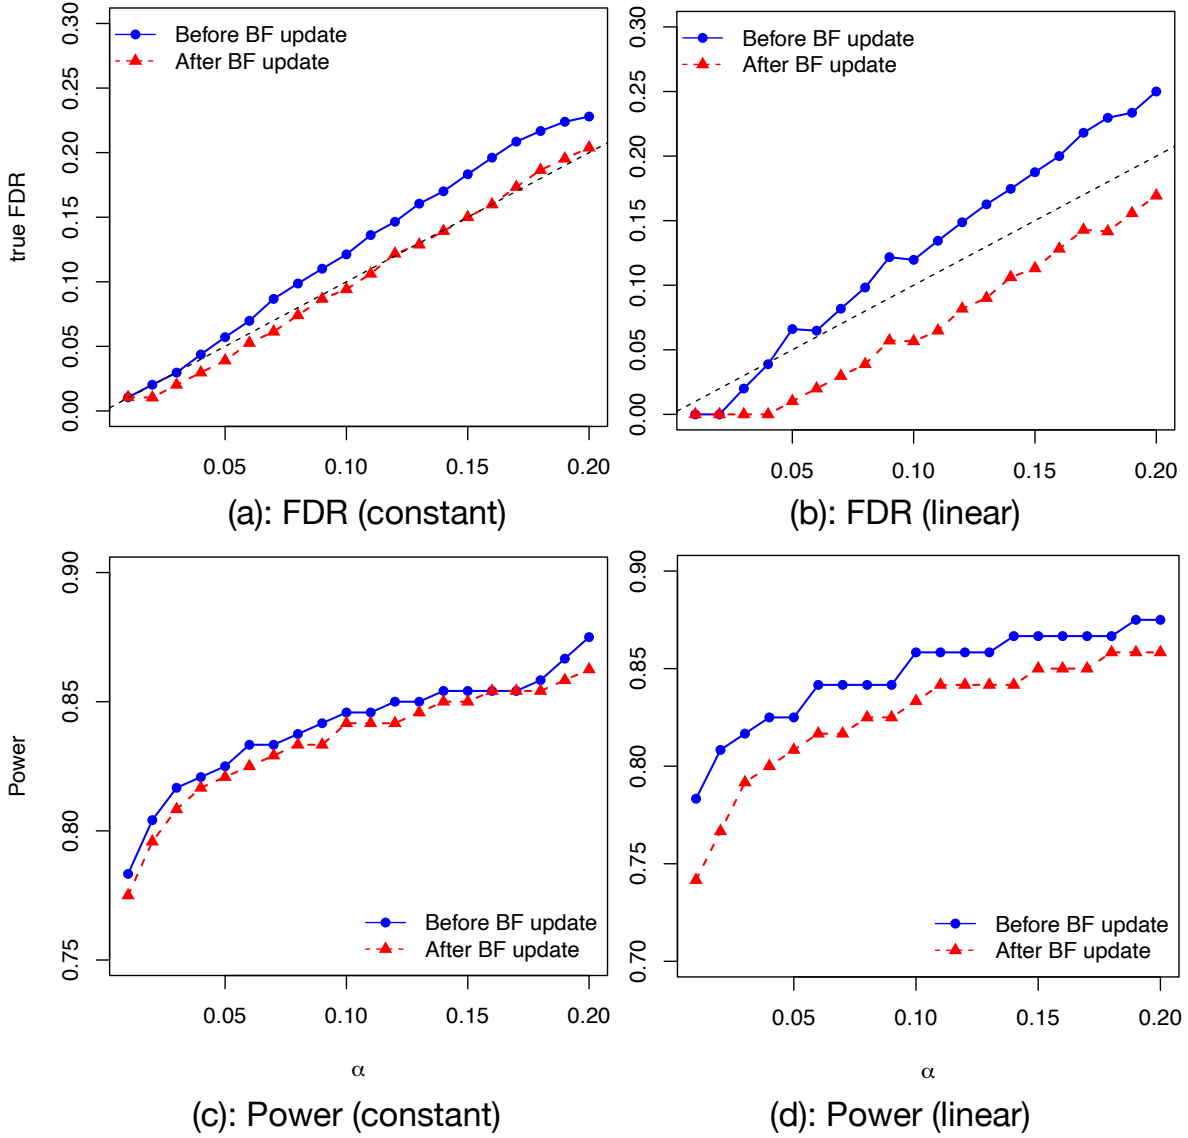 0.30
0.25
0.20
0.15
0.10
0.05
0.00
true FDR
Before BF update
After BF update
0.05 0.10 0.15 0.20
(a): FDR (constant)
0.30
0.25
0.20
0.15
0.10
0.05
0.00
Before BF update
After BF update
0.05 0.10 0.15 0.20
(b): FDR (linear)
0.90
0.85
0.80
0.75
Power
Before BF update
After BF update
0.05 0.10 0.15 0.20
α
(c): Power (constant)
0.90
0.85
0.80
0.75
0.70
Before BF update
After BF update
0.05 0.10 0.15 0.20
α
(d): Power (linear)